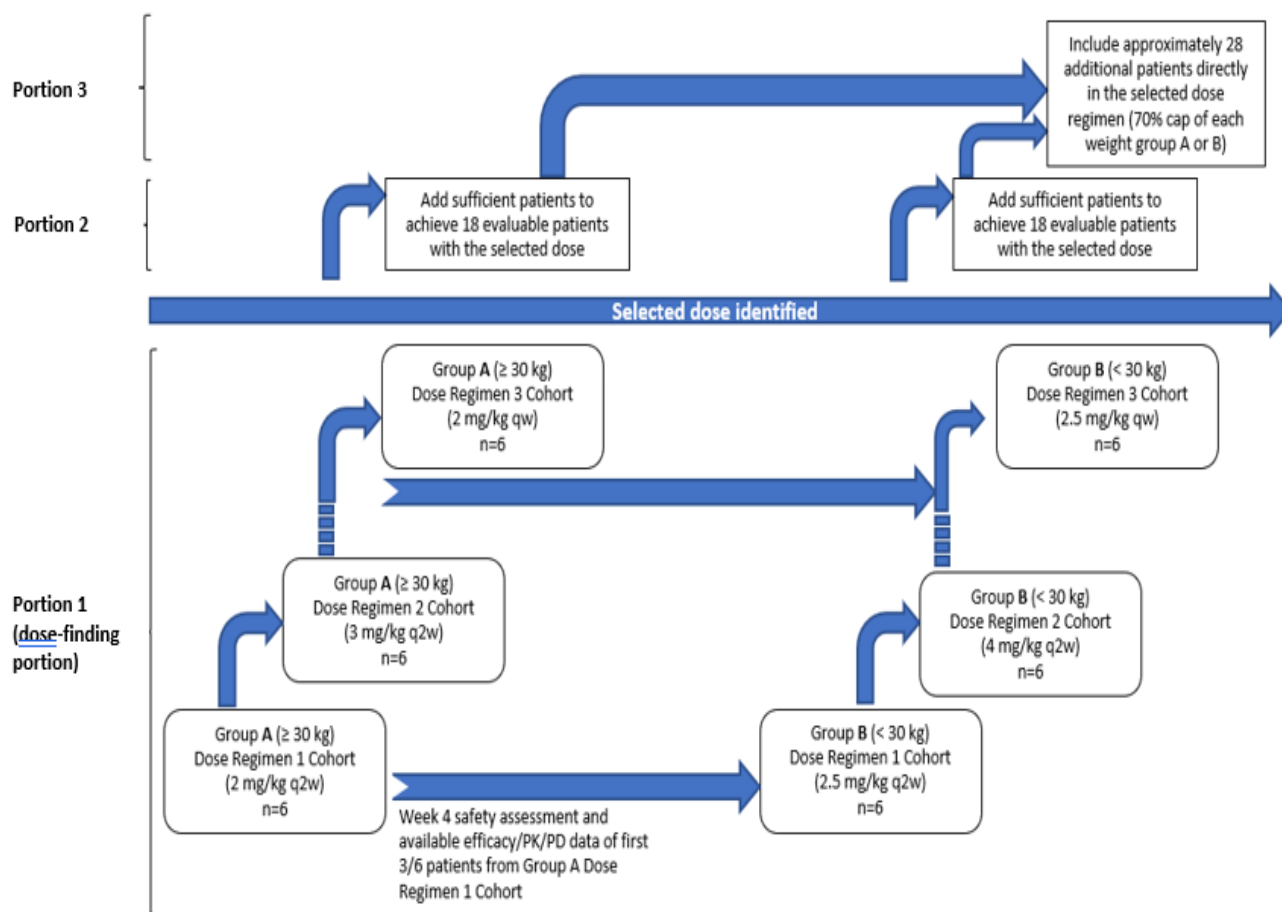 Portion 3
Include approximately 28
additional patients directly
in the selected dose
regimen (70% cap of each
weight group A or B)
Portion 2
Add sufficient patients to
achieve 18 evaluable patients
with the selected dose
Add sufficient patients to
achieve 18 evaluable patients
with the selected dose
Selected dose identified
Group A (≥ 30 kg)
Dose Regimen 3 Cohort
(2 mg/kg qw)
n=6
Group B (< 30 kg)
Dose Regimen 3 Cohort
(2.5 mg/kg qw)
n=6
Portion 1
(dose-finding
portion)
Group A (≥ 30 kg)
Dose Regimen 2 Cohort
(3 mg/kg q2w)
n=6
Group B (< 30 kg)
Dose Regimen 2 Cohort
(4 mg/kg q2w)
n=6
Group A (≥ 30 kg)
Dose Regimen 1 Cohort
(2 mg/kg q2w)
n=6
Group B (< 30 kg)
Dose Regimen 1 Cohort
(2.5 mg/kg q2w)
n=6
Week 4 safety assessment and
available efficacy/PK/PD data of first
3/6 patients from Group A Dose
Regimen 1 Cohort